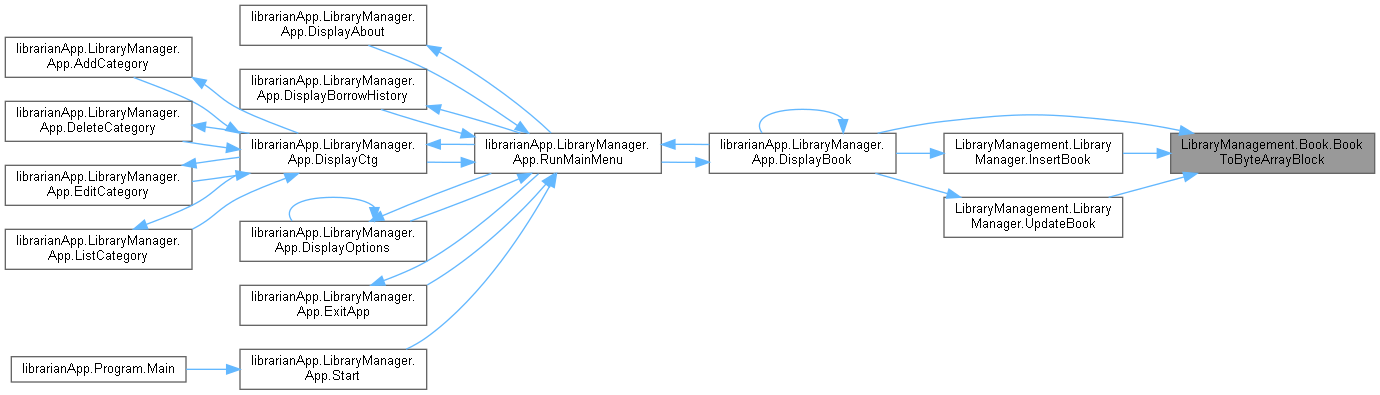 librarianApp.LibraryManager.
App.AddCategory
librarianApp.LibraryManager.
App.DeleteCategory
librarianApp.LibraryManager.
App.EditCategory
librarianApp.LibraryManager.
App.ListCategory
librarianApp.Program.Main
librarianApp.LibraryManager.
App.DisplayAbout
librarianApp.LibraryManager.
App.DisplayBorrowHistory
librarianApp.LibraryManager.
App.DisplayCtg
librarianApp.LibraryManager.
App.DisplayOptions
librarianApp.LibraryManager.
App.ExitApp
librarianApp.LibraryManager.
App.Start
librarianApp.LibraryManager.
App.RunMainMenu
librarianApp.LibraryManager.
App.DisplayBook
LibraryManagement.Library
Manager.InsertBook
LibraryManagement.Library
Manager.UpdateBook
LibraryManagement.Book.Book
ToByteArrayBlock